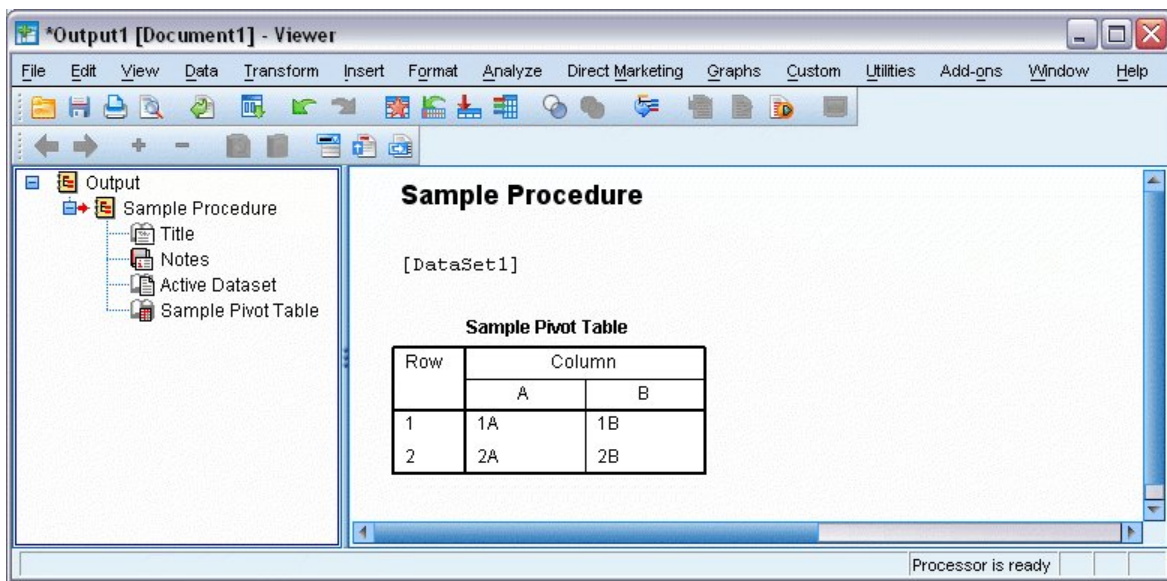 *Output1 [Document1] - Viewer
File Edit View Data Transform Insert Format Analyze Direct Marketing Graphs Custom Utilities Add-ons Window Help
Output
Sample Procedure
Title
Notes
Active Dataset
Sample Pivot Table
Sample Procedure
[DataSet1]
Sample Pivot Table
Row Column
A B
1 1A 1B
2 2A 2B
Processor is ready